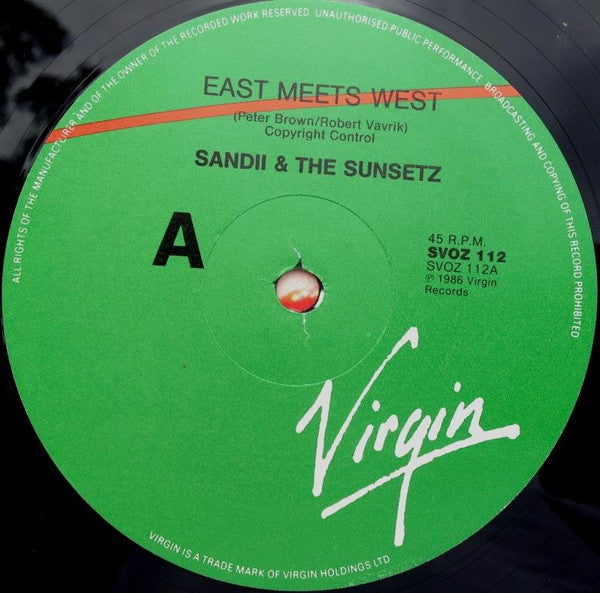 ALL RIGHTS OF THE MANUFACTURER AND OF THE OWNER OF THE RECORDED WORK RESERVED. UNAUTHORISED PUBLIC PERFORMANCE, BROADCASTING AND COPYING OF THIS RECORD PROHIBITED
EAST MEETS WEST
(Peter Brown/Robert Vavrik)
Copyright Control
SANDII & THE SUNSETZ
A
45 R.P.M.
SVOZ 112
SVOZ 112A
℗ 1986 Virgin
Records
Virgin
VIRGIN IS A TRADE MARK OF VIRGIN HOLDINGS LTD